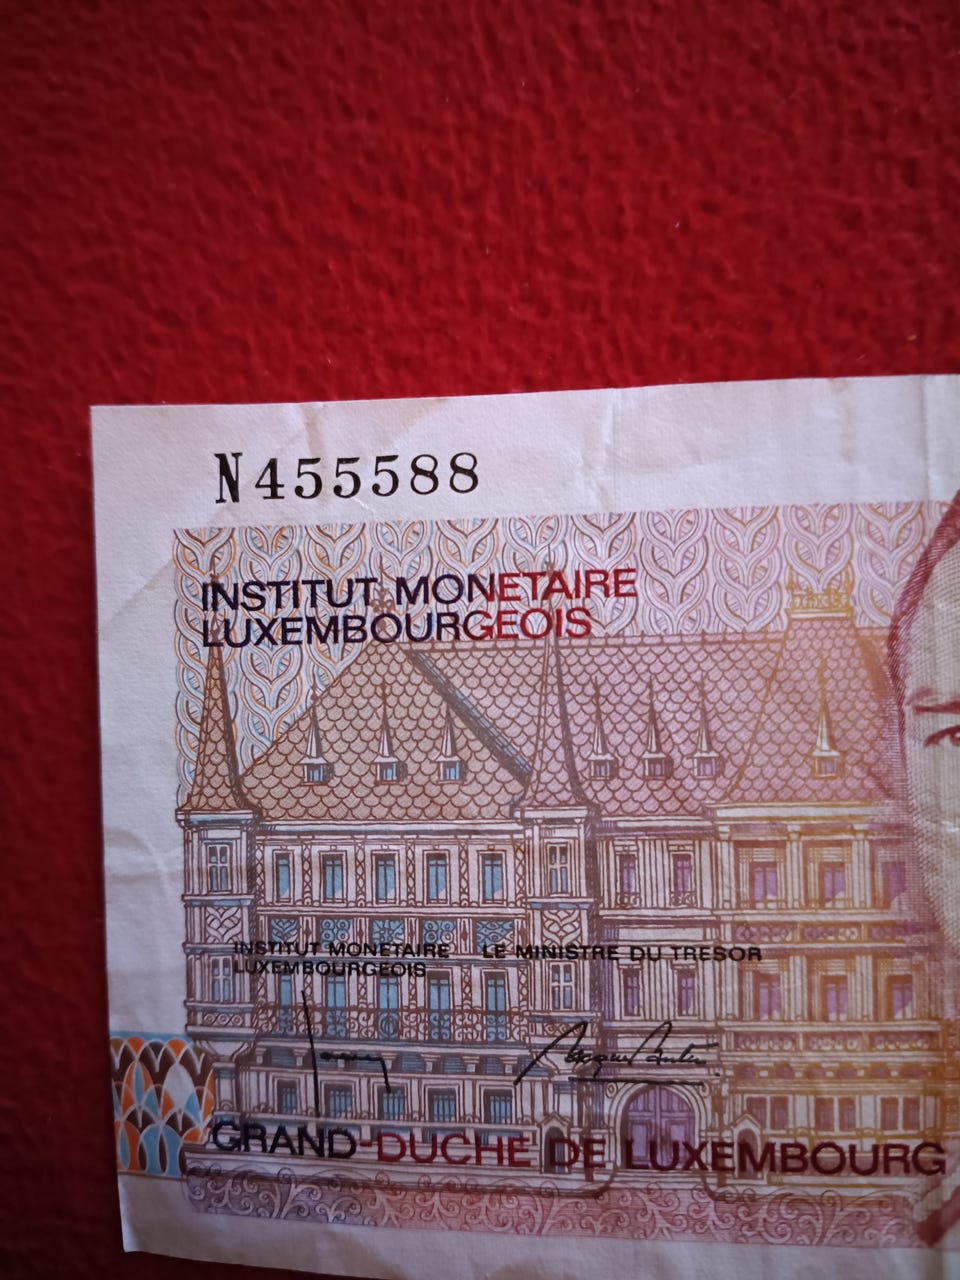 N455588
INSTITUT MONETAIRE
LUXEMBOURGEOIS
INSTITUT MONETAIRE LE MINISTRE DU TRESOR
LUXEMBOURGEOIS
GRAND-DUCHE DE LUXEMBOURG